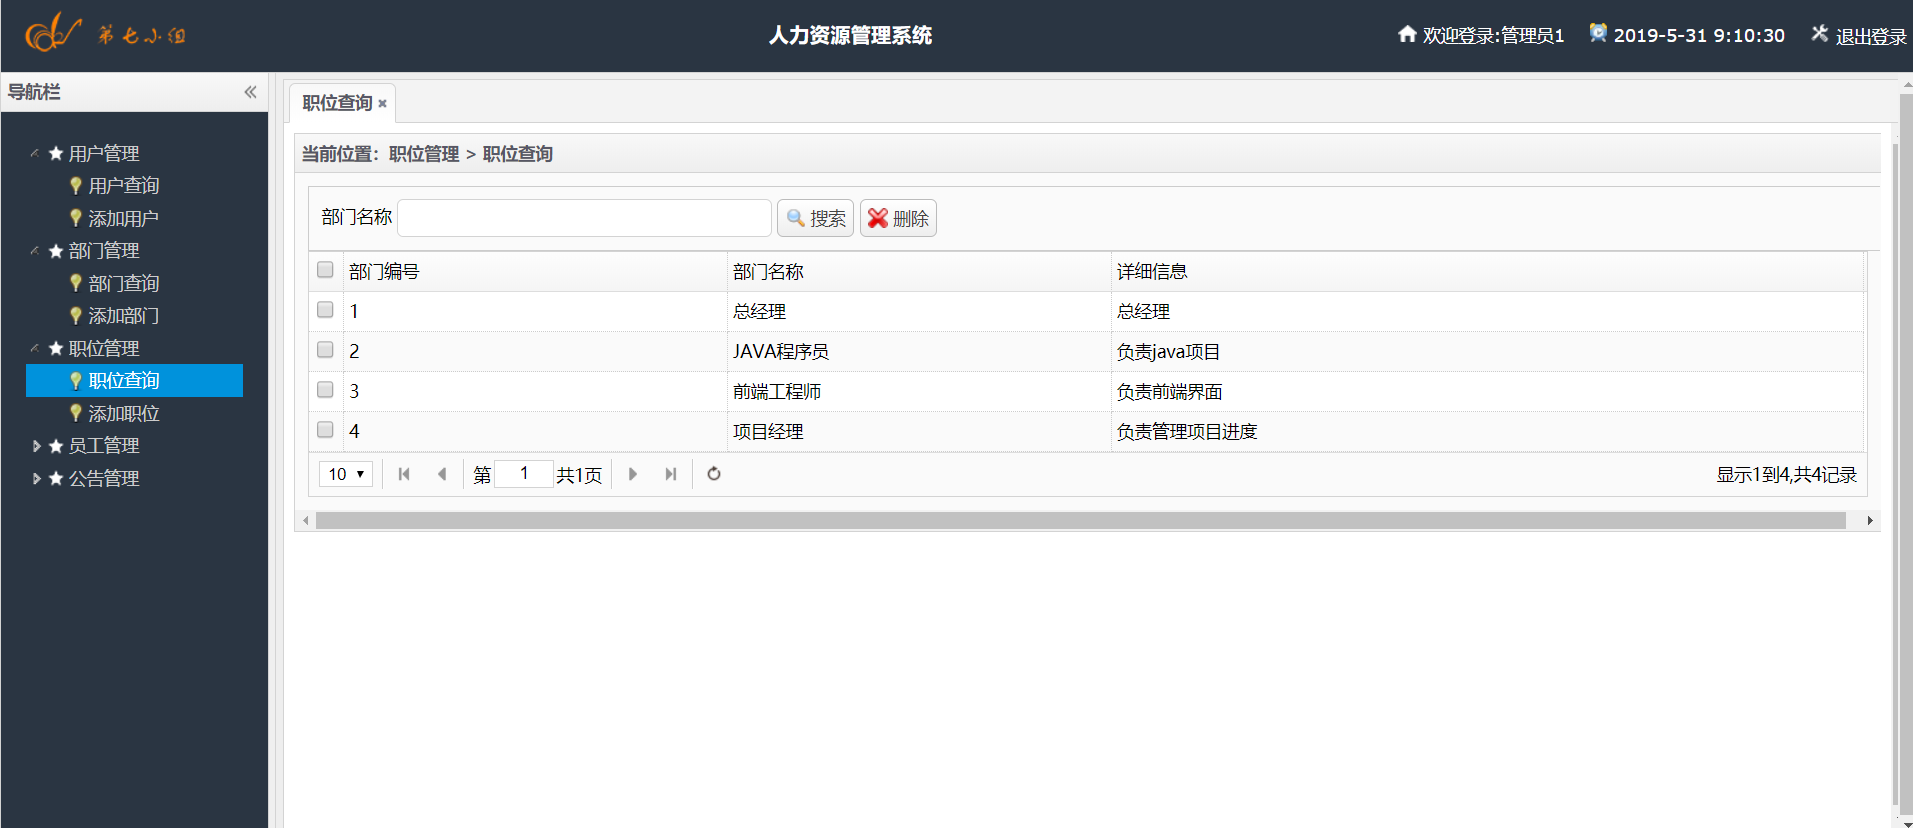 第七小组
人力资源管理系统
欢迎登录:管理员1 2019-5-31 9:10:30 退出登录
导航栏
用户管理
用户查询
添加用户
部门管理
部门查询
添加部门
职位管理
职位查询
添加职位
员工管理
公告管理
职位查询
当前位置：职位管理 > 职位查询
部门名称 搜索 删除
部门编号 部门名称 详细信息
1 总经理 总经理
2 JAVA程序员 负责java项目
3 前端工程师 负责前端界面
4 项目经理 负责管理项目进度
10 第 1 共1页 显示1到4,共4记录